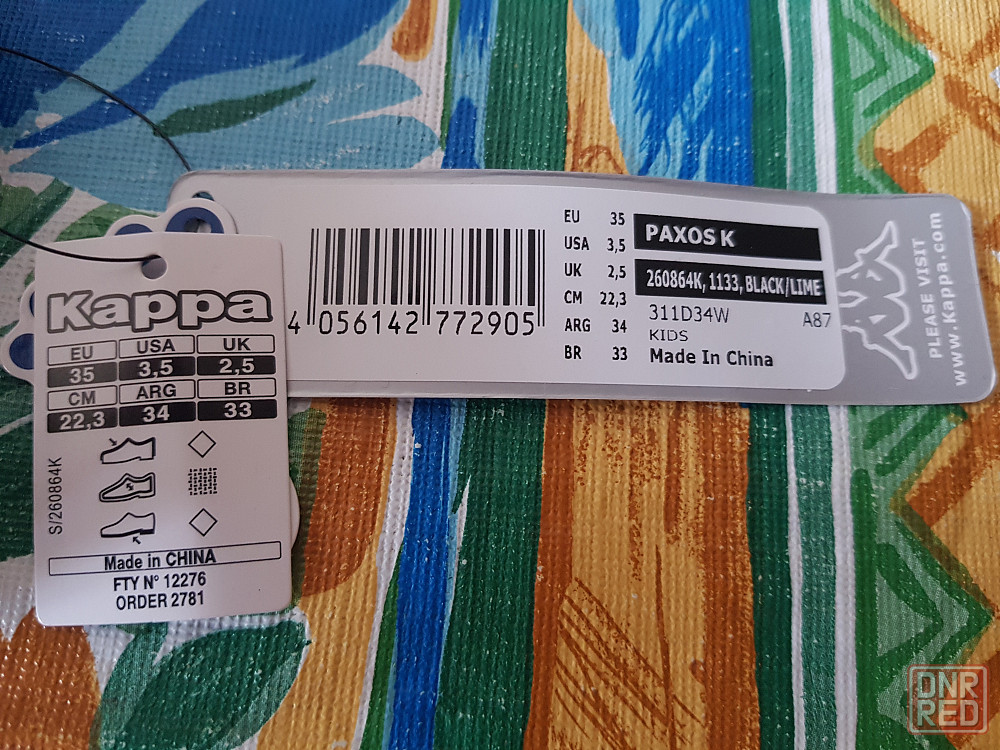 Kappa
EU USA UK
35 3,5 2,5
CM ARG BR
22,3 34 33
S/260864K
Made in CHINA
FTY N° 12276
ORDER 2781
4 056142 772905
EU 35
USA 3,5
UK 2,5
CM 22,3
ARG 34
BR 33
PAXOS K
260864K, 1133, BLACK/LIME
311D34W A87
KIDS
Made In China
PLEASE VISIT
www.kappa.com
DNR
RED